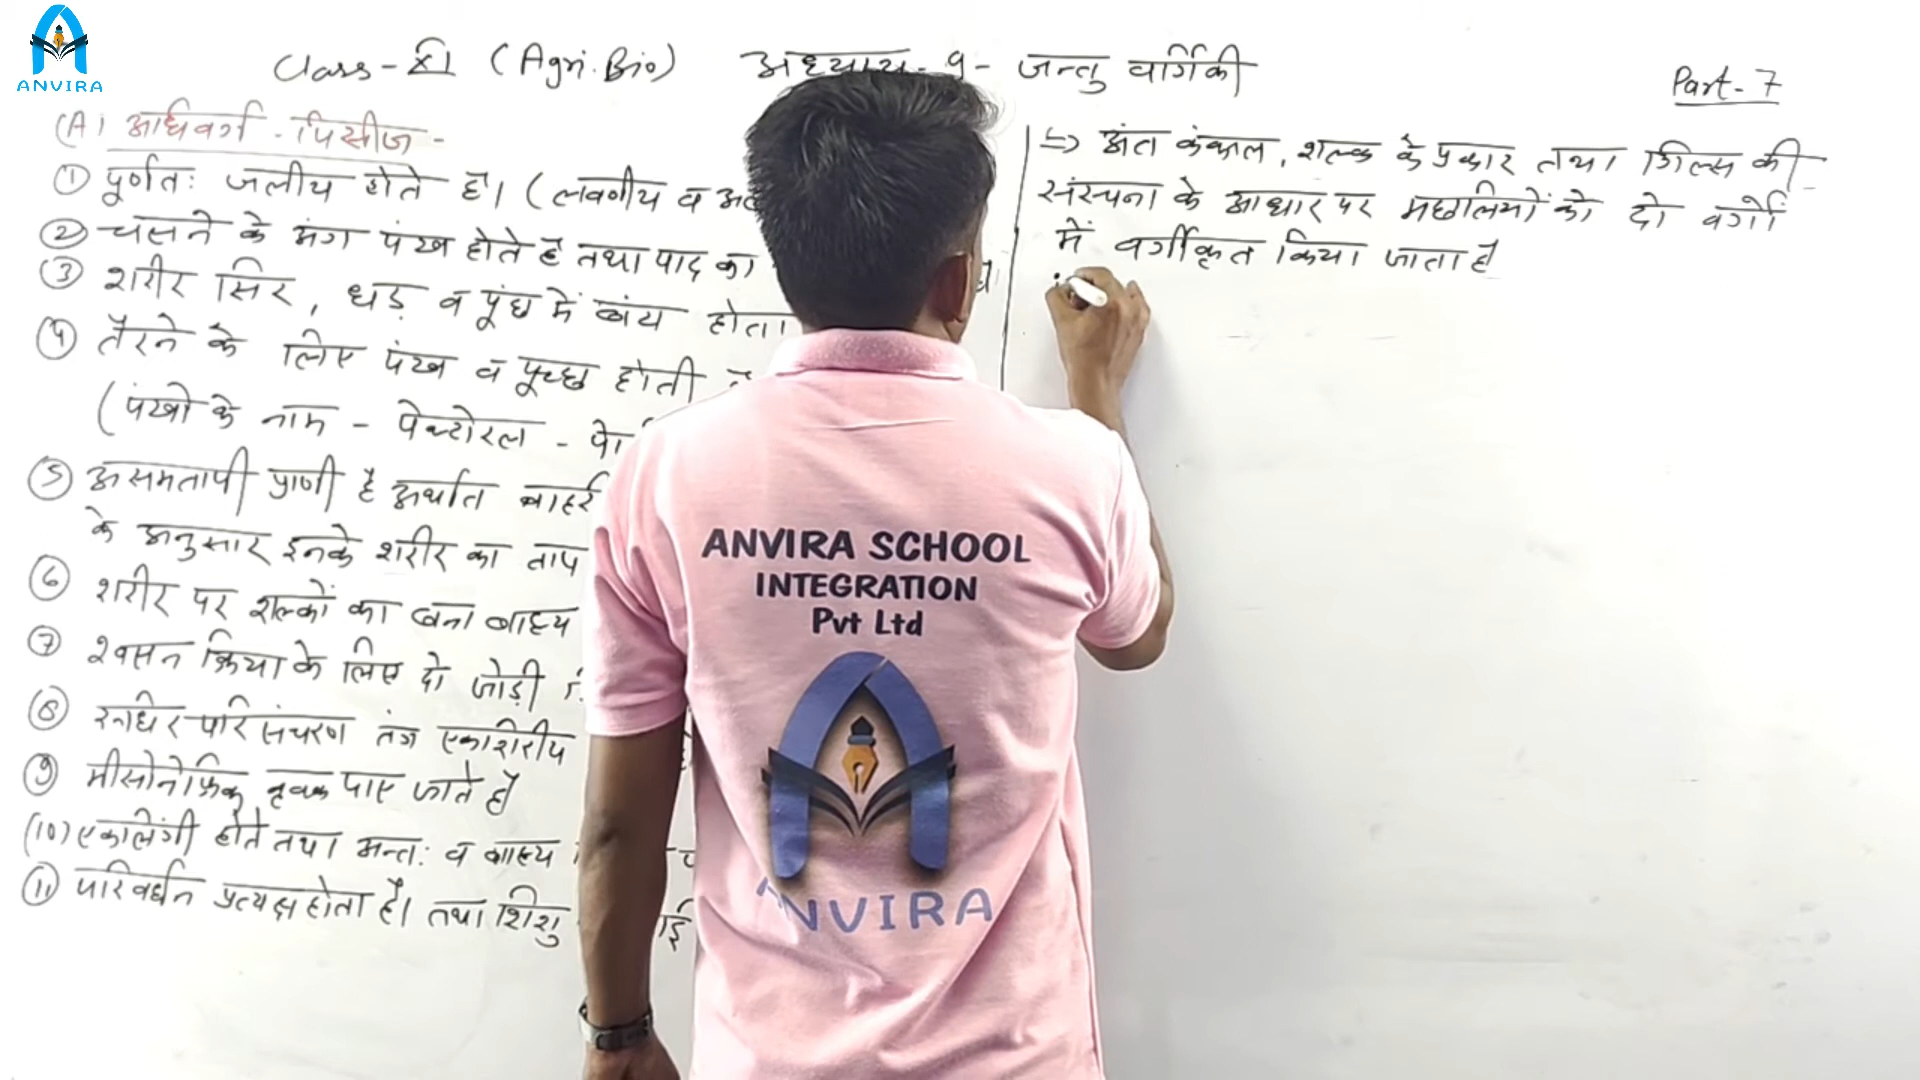 ANVIRA
Class-XI (Agri. Bio) अध्याय-9- जन्तु वर्गिकी
Part-7
(A) अधिवर्ग-पिसीज-
① पूर्णतः जलीय होते हैं। (लवणीय व
② चलने के अंग पंख होते हैं तथा पाद का
③ शरीर सिर, धड़ व पूंछ में बंटा होता
④ तैरने के लिए पंख व पूच्छ होती
(पंखो के नाम - पेक्टोरल -
⑤ असमतापी प्राणी है अर्थात
के अनुसार इनके शरीर का ताप
⑥ शरीर पर शल्कों का बना बाह्य
⑦ श्वसन क्रिया के लिए दो जोड़ी
⑧ रूधिर परिसंचरण तंत्र
⑨ मीसोनेफ्रिक वृक्क पाए जाते हैं
(10) एकलिंगी होते तथा अन्तः व बाह्य
⑪ परिवर्धन प्रत्यक्ष होता है। तथा शिशु
↳ अंत कंकाल, शल्क के प्रकार तथा गिल्स की
संरचना के आधार पर मछलियों को दो वर्गों
में वर्गीकृत किया जाता है
ANVIRA SCHOOL
INTEGRATION
Pvt Ltd
ANVIRA